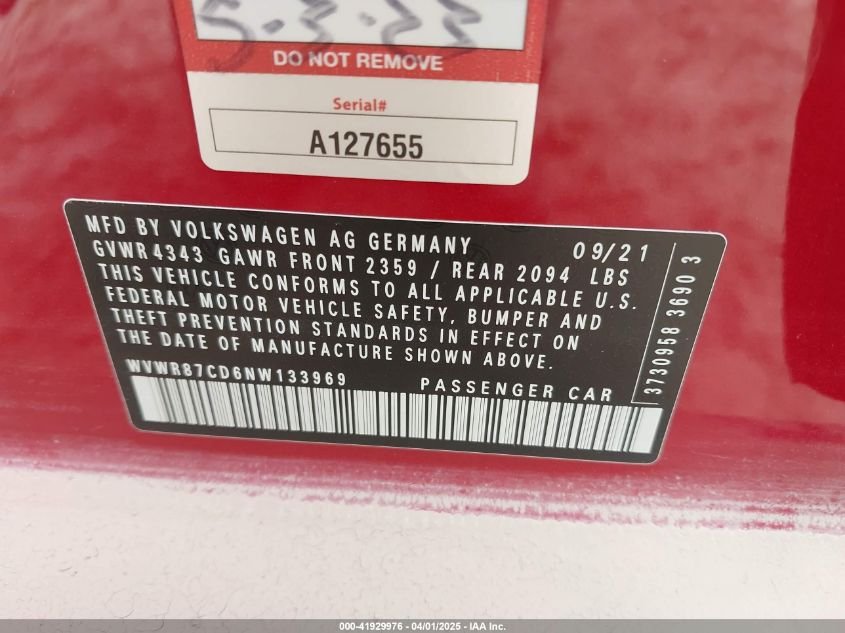 5.3.23
DO NOT REMOVE
Serial#
A127655
MFD BY VOLKSWAGEN AG GERMANY 09/21
GVWR 4343 GAWR FRONT 2359 / REAR 2094 LBS
THIS VEHICLE CONFORMS TO ALL APPLICABLE U.S.
FEDERAL MOTOR VEHICLE SAFETY, BUMPER AND
THEFT PREVENTION STANDARDS IN EFFECT ON
THE DATE OF MANUFACTURE SHOWN ABOVE.
WVWR87CD6NW133969 PASSENGER CAR
3730958 3690 3
000-41929976 - 04/01/2025 - IAA Inc.